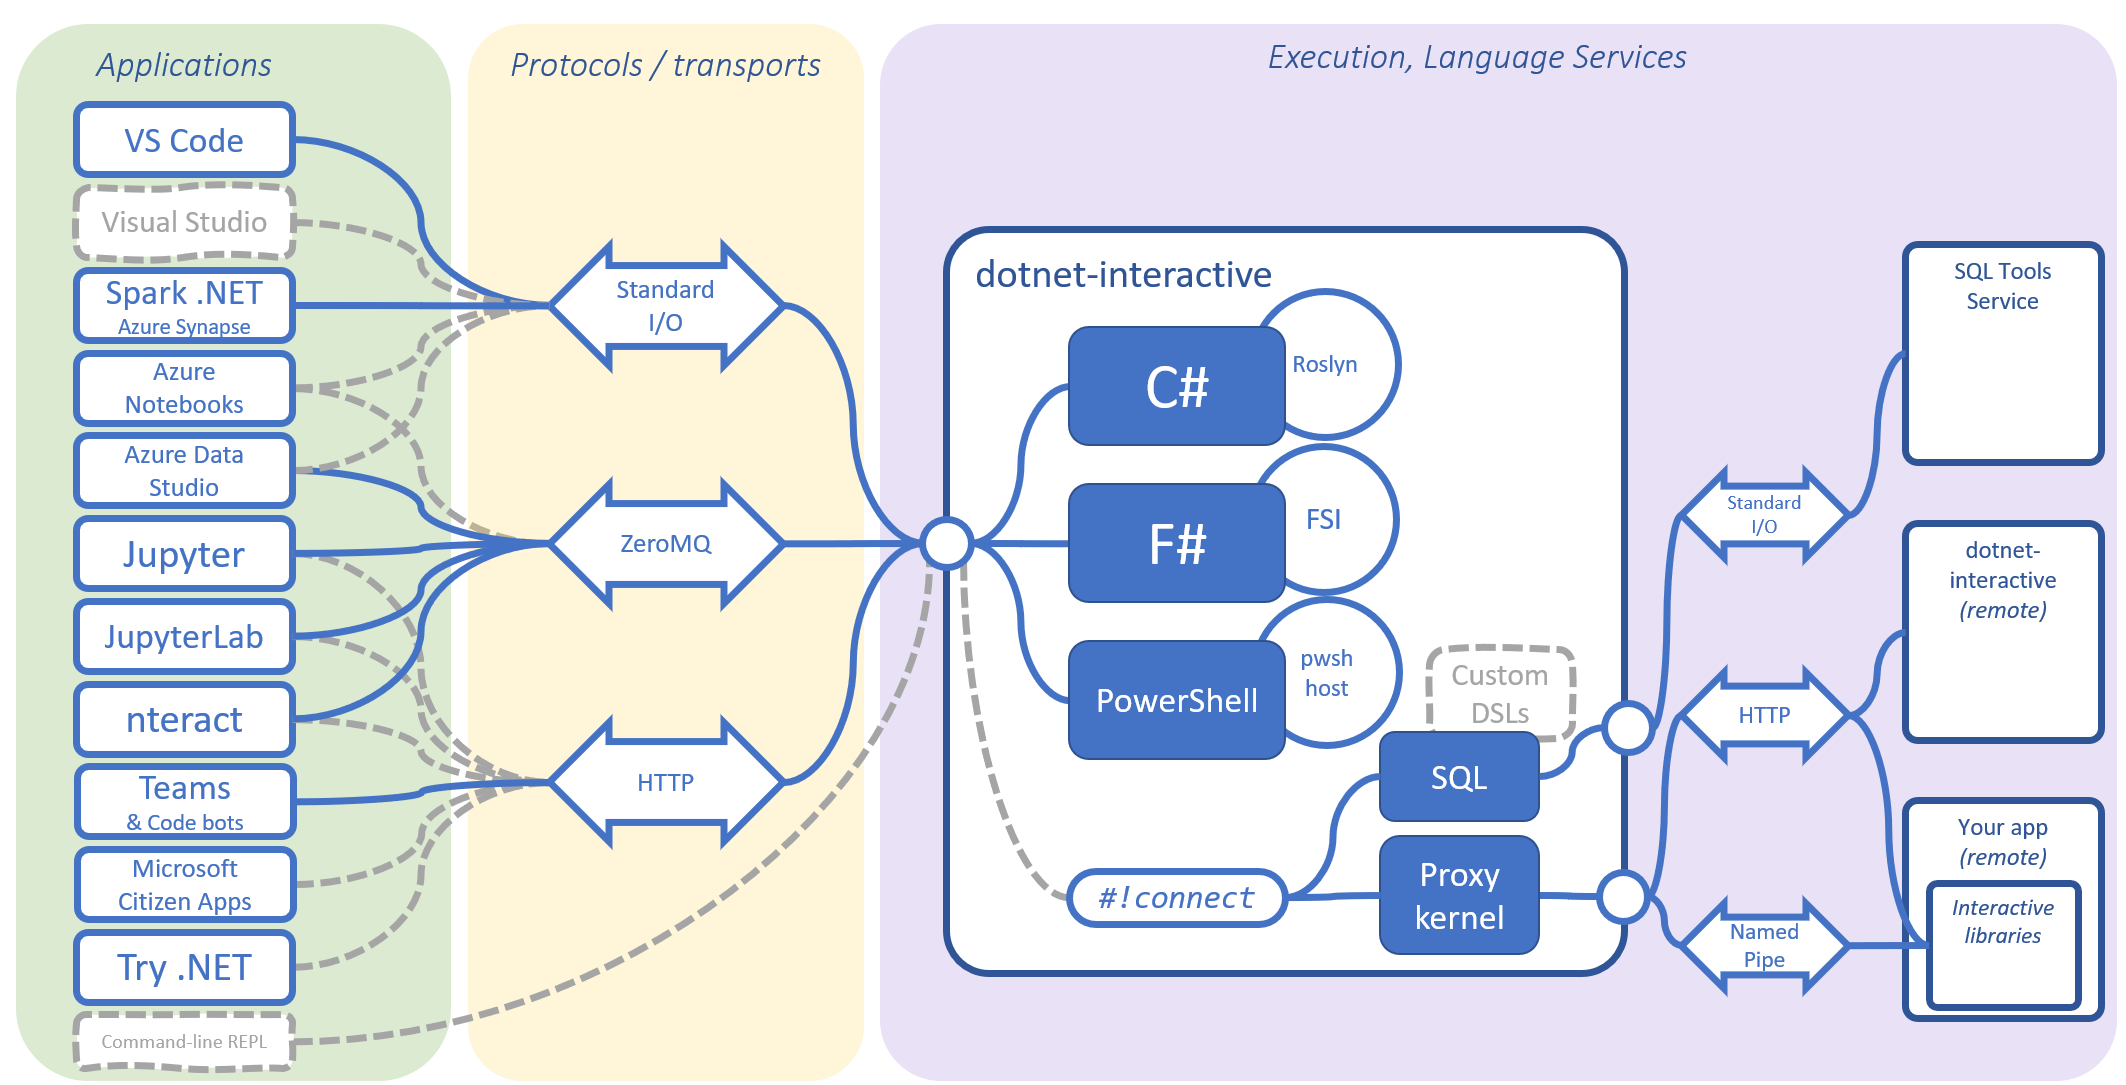 Applications
VS Code
Visual Studio
Spark .NET
Azure Synapse
Azure
Notebooks
Azure Data
Studio
Jupyter
JupyterLab
nteract
Teams
& Code bots
Microsoft
Citizen Apps
Try .NET
Command-line REPL
Protocols / transports
Standard
I/O
ZeroMQ
HTTP
Execution, Language Services
dotnet-interactive
C#
Roslyn
F#
FSI
PowerShell
pwsh
host
Custom
DSLs
SQL
#!connect
Proxy
kernel
Standard
I/O
HTTP
Named
Pipe
SQL Tools
Service
dotnet-
interactive
(remote)
Your app
(remote)
Interactive
libraries